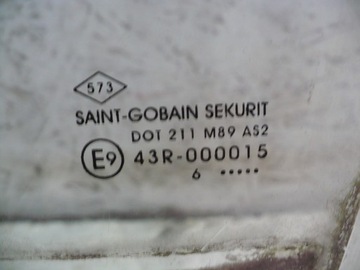 573
SAINT-GOBAIN SEKURIT
DOT 211 M89 AS2
E9 43R-000015
6 •••••